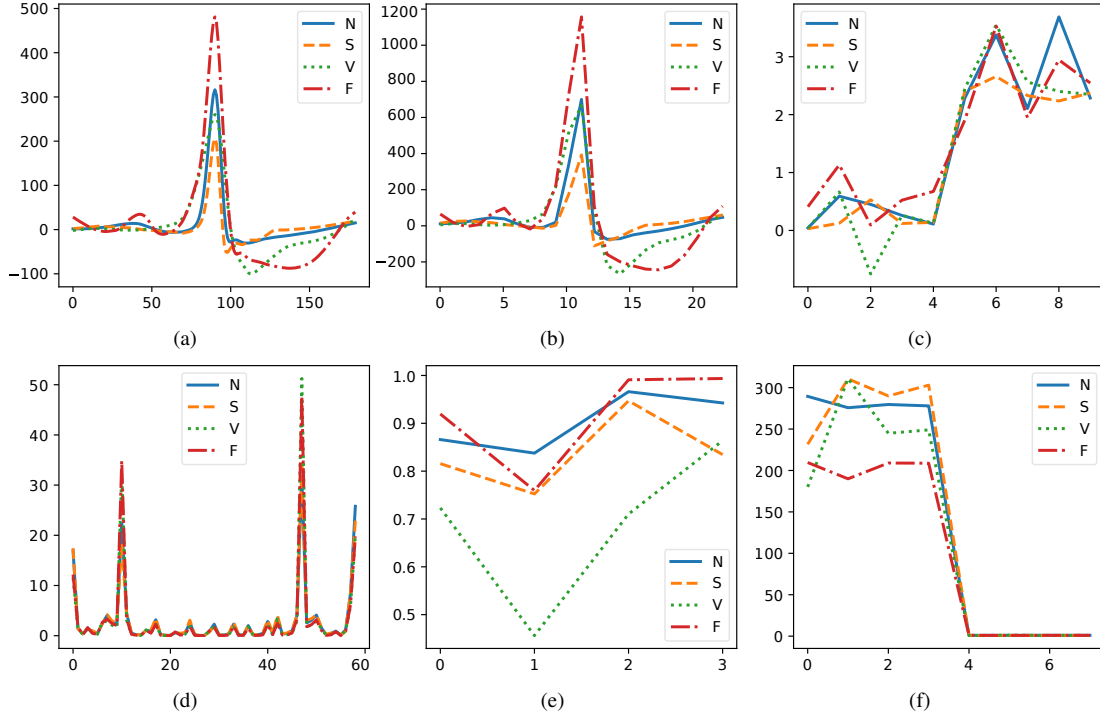 500
400
300
200
100
0
−100
0
50
100
150
N
S
V
F
(a)
1200
1000
800
600
400
200
0
−200
0
5
10
15
20
N
S
V
F
(b)
3
2
1
0
0
2
4
6
8
N
S
V
F
(c)
50
40
30
20
10
0
0
20
40
60
N
S
V
F
(d)
1.0
0.9
0.8
0.7
0.6
0.5
0
1
2
3
N
S
V
F
(e)
300
250
200
150
100
50
0
0
2
4
6
N
S
V
F
(f)